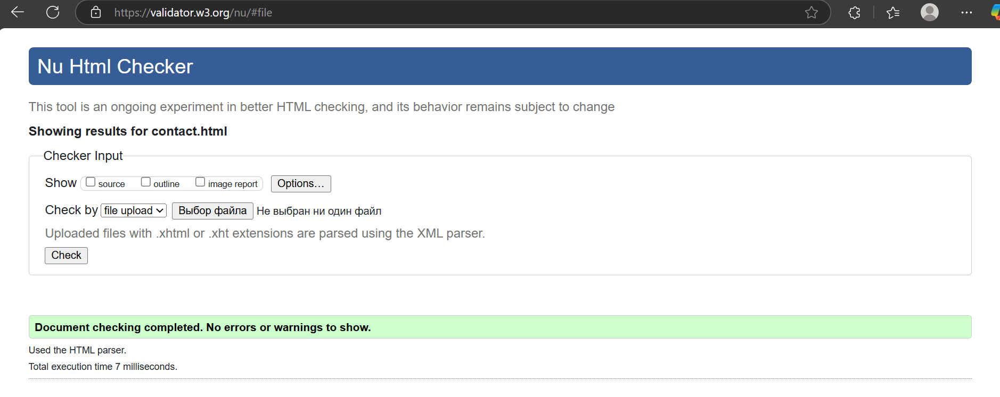 https://validator.w3.org/nu/#file
Nu Html Checker
This tool is an ongoing experiment in better HTML checking, and its behavior remains subject to change
Showing results for contact.html
Checker Input
Show source outline image report Options...
Check by file upload Выбор файла Не выбран ни один файл
Uploaded files with .xhtml or .xht extensions are parsed using the XML parser.
Check
Document checking completed. No errors or warnings to show.
Used the HTML parser.
Total execution time 7 milliseconds.